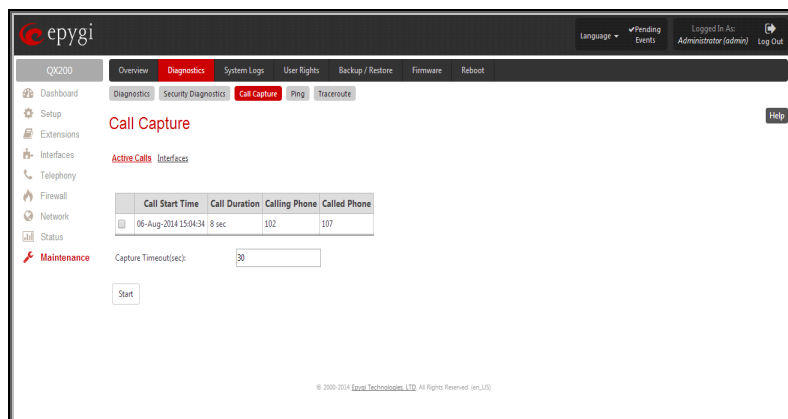 epygi
Language
Pending Events
Logged In As:
Administrator (admin)
Log Out
QX200
Overview Diagnostics System Logs User Rights Backup / Restore Firmware Reboot
Dashboard
Setup
Extensions
Interfaces
Telephony
Firewall
Network
Status
Maintenance
Diagnostics Security Diagnostics Call Capture Ping Traceroute
Help
Call Capture
Active Calls Interfaces
Call Start Time Call Duration Calling Phone Called Phone
06-Aug-2014 15:04:34 8 sec 102 107
Capture Timeout(sec): 30
Start
© 2000-2014 Epygi Technologies, LTD. All Rights Reserved. (en_US)